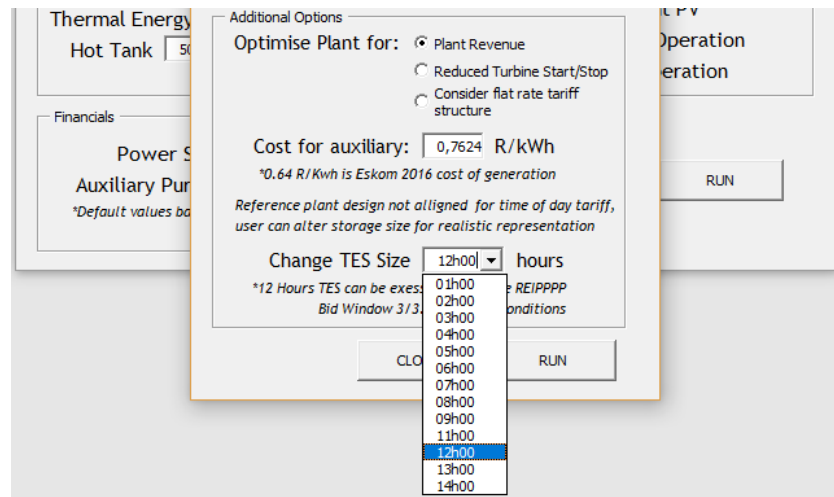 Thermal Energy
Hot Tank
Financials
Power S
Auxiliary Pur
*Default values ba
Additional Options
Optimise Plant for:
Plant Revenue
Reduced Turbine Start/Stop
Consider flat rate tariff
structure
Cost for auxiliary: 0,7624 R/kWh
*0.64 R/Kwh is Eskom 2016 cost of generation
Reference plant design not alligned for time of day tariff,
user can alter storage size for realistic representation
Change TES Size 12h00 hours
*12 Hours TES can be exess REIPPPP
Bid Window 3/3. onditions
01h00
02h00
03h00
04h00
05h00
06h00
07h00
08h00
09h00
11h00
12h00
13h00
14h00
CLO
RUN
PV
Operation
eration
RUN